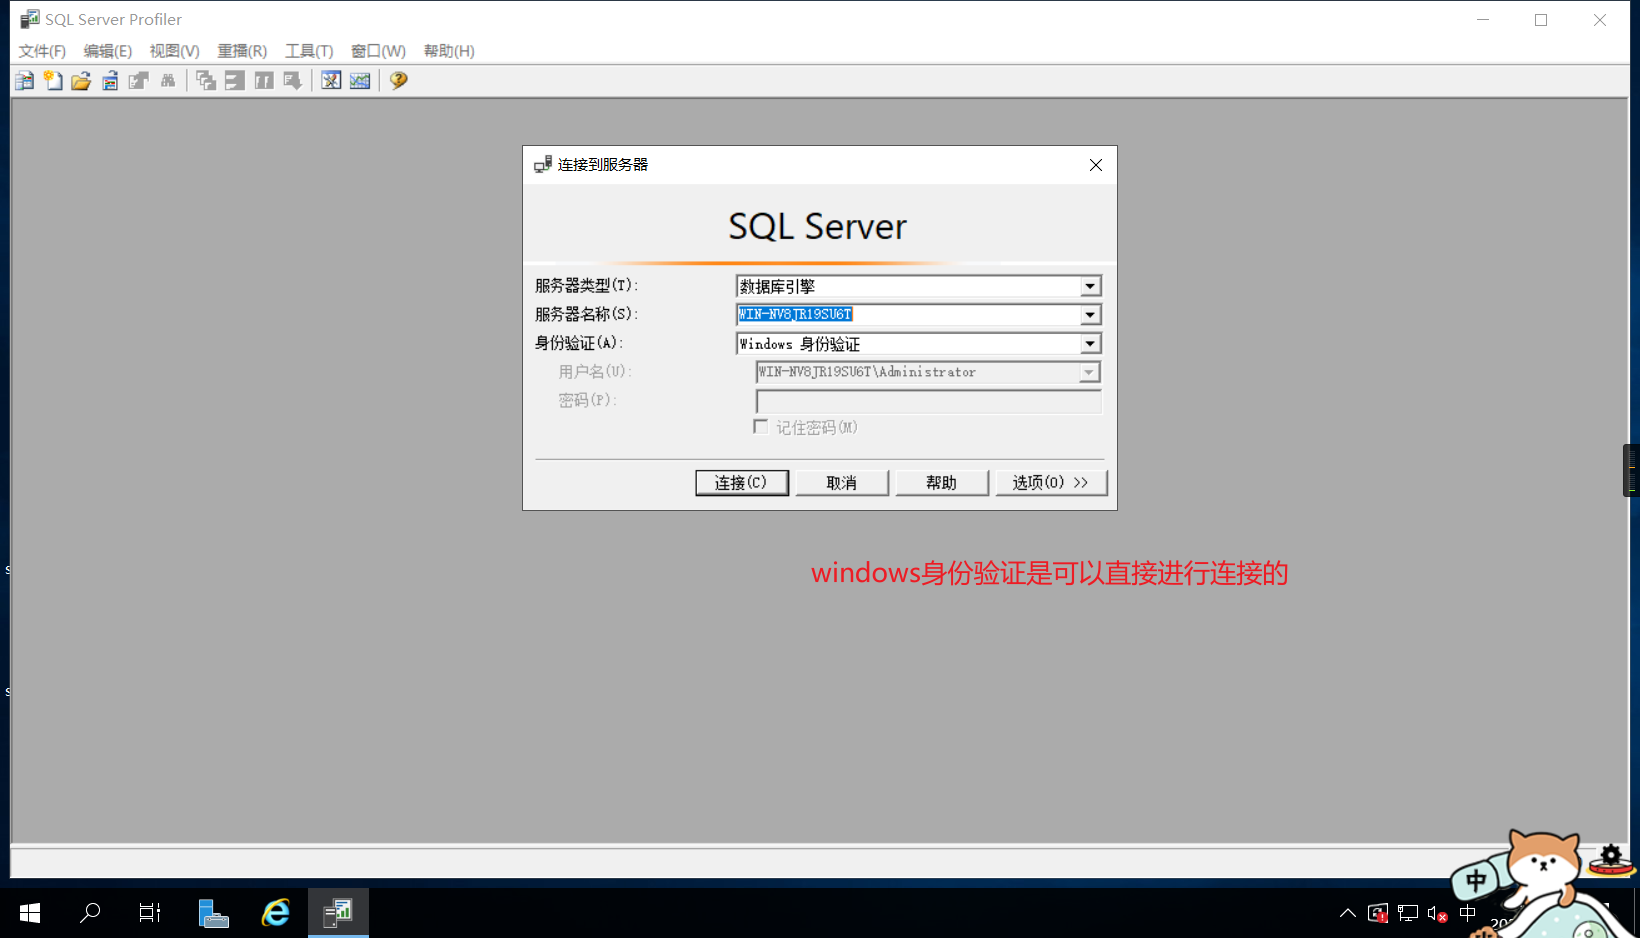 SQL Server Profiler
文件(F) 编辑(E) 视图(V) 重播(R) 工具(T) 窗口(W) 帮助(H)
连接到服务器
SQL Server
服务器类型(T): 数据库引擎
服务器名称(S): WIN-NV8JR19SU6T
身份验证(A): Windows 身份验证
用户名(U): WIN-NV8JR19SU6T\Administrator
密码(P):
记住密码(M)
连接(C) 取消 帮助 选项(O) >>
windows身份验证是可以直接进行连接的
s
s
中
中